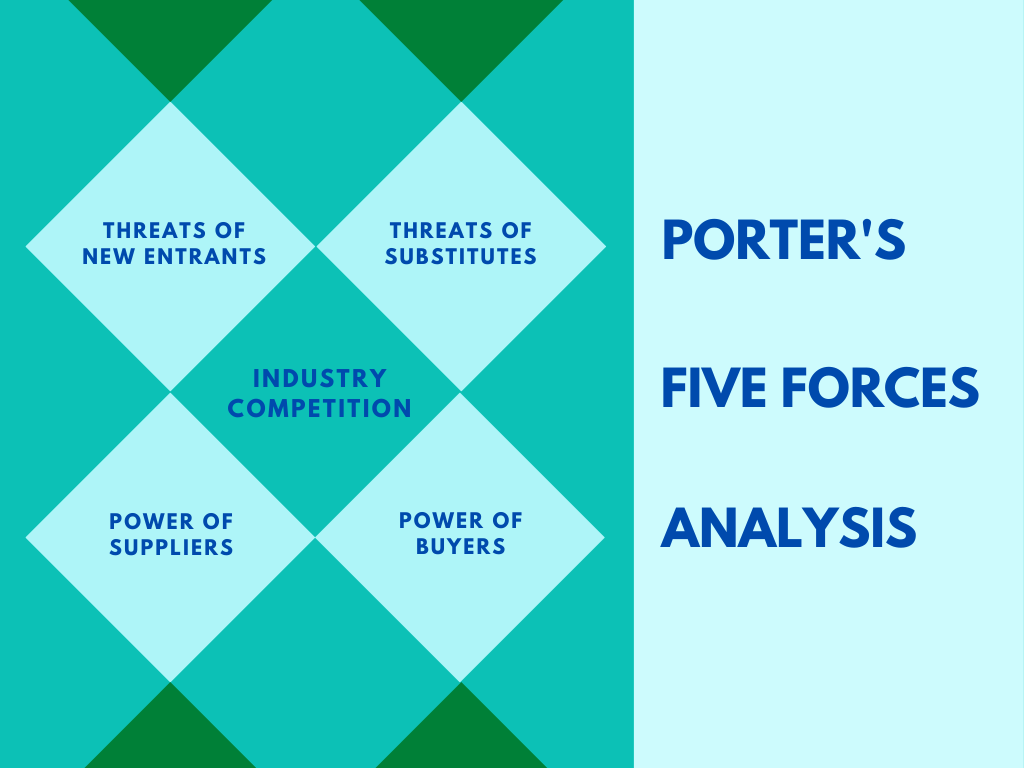 THREATS OF
NEW ENTRANTS
THREATS OF
SUBSTITUTES
INDUSTRY
COMPETITION
POWER OF
SUPPLIERS
POWER OF
BUYERS
PORTER'S
FIVE FORCES
ANALYSIS